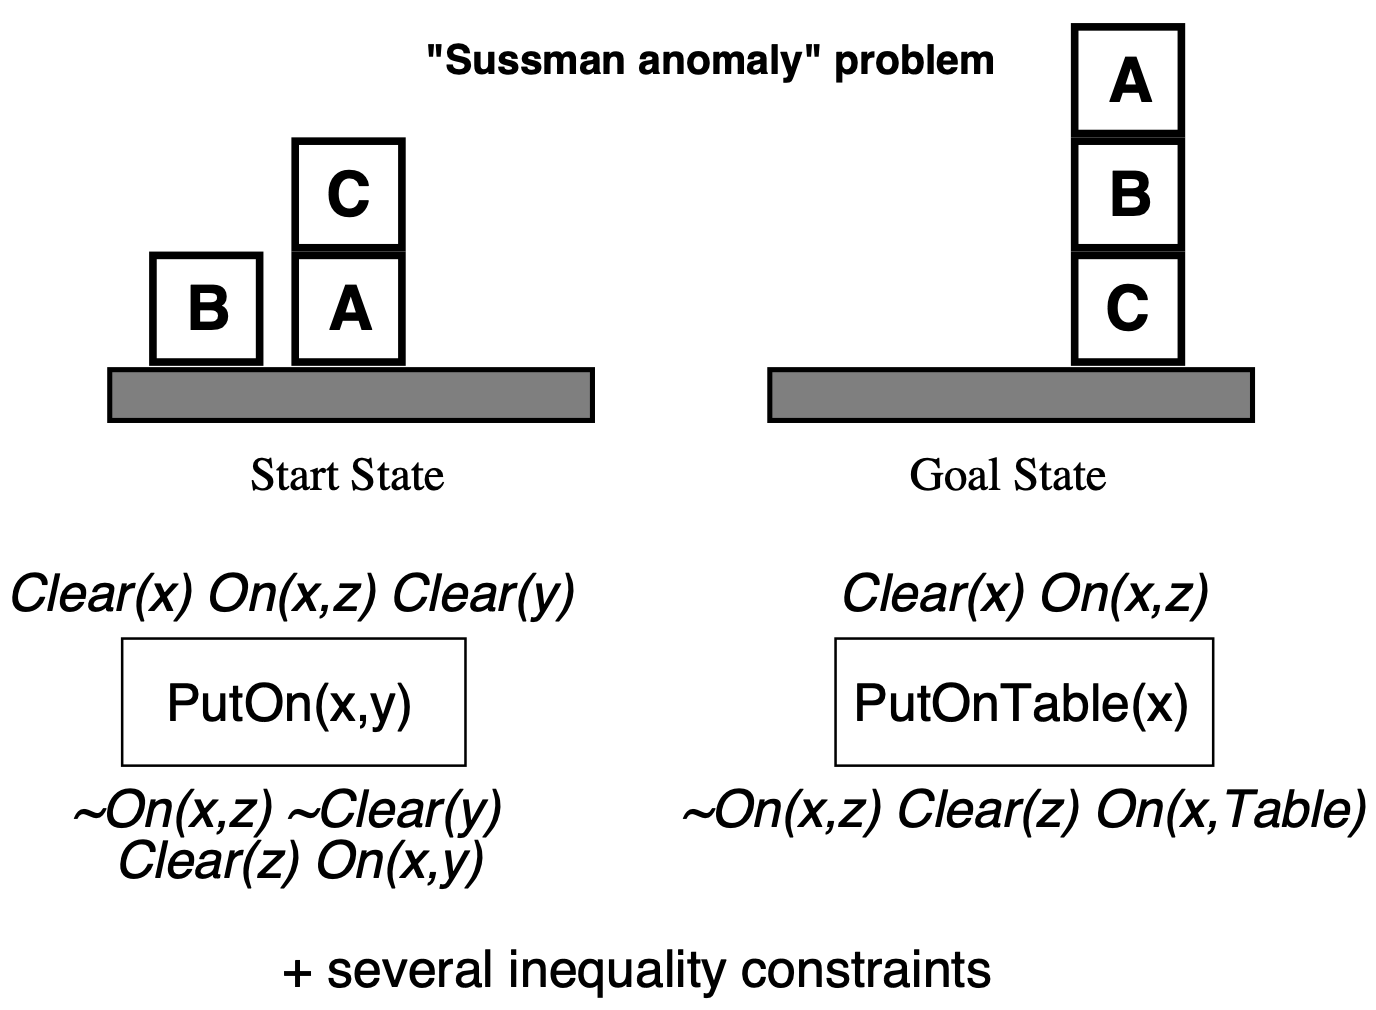 "Sussman anomaly" problem
A
C
B
B
A
C
Start State
Goal State
Clear(x) On(x,z) Clear(y)
Clear(x) On(x,z)
PutOn(x,y)
PutOnTable(x)
~On(x,z) ~Clear(y)
Clear(z) On(x,y)
~On(x,z) Clear(z) On(x,Table)
+ several inequality constraints